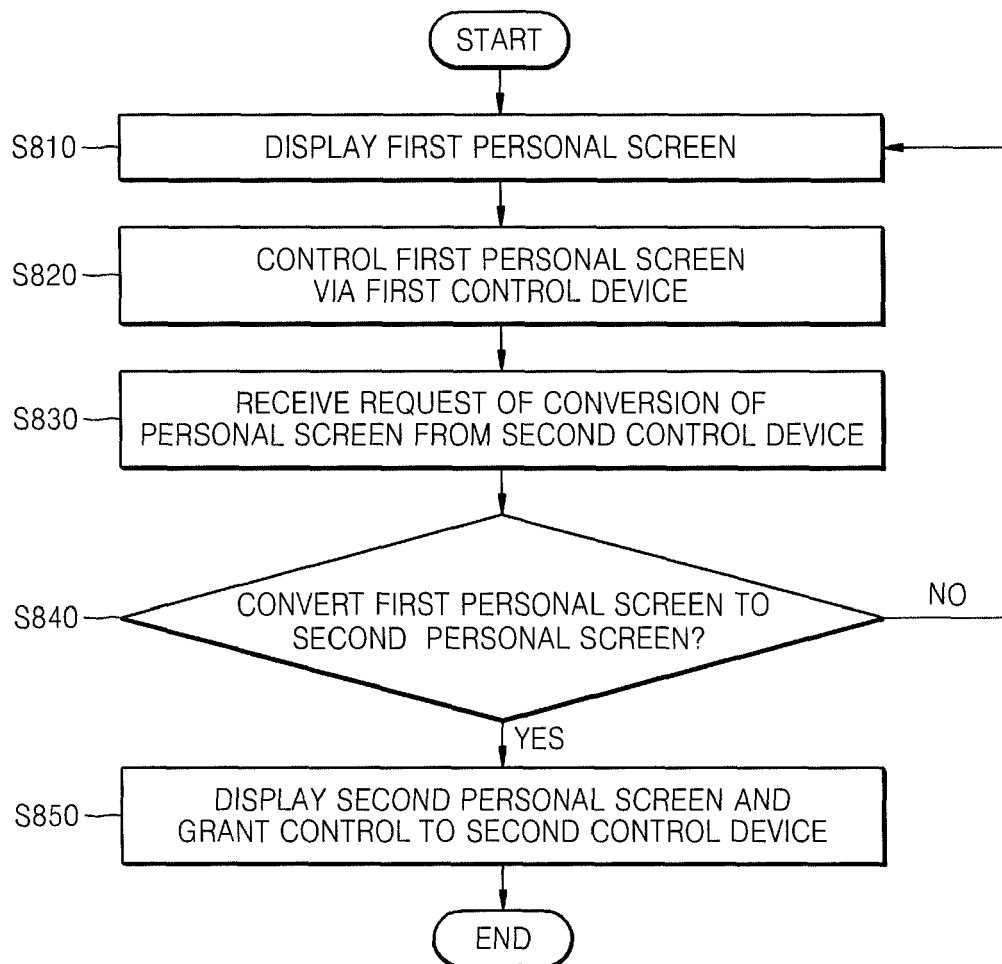 START
S810
DISPLAY FIRST PERSONAL SCREEN
S820
CONTROL FIRST PERSONAL SCREEN
VIA FIRST CONTROL DEVICE
S830
RECEIVE REQUEST OF CONVERSION OF
PERSONAL SCREEN FROM SECOND CONTROL DEVICE
S840
CONVERT FIRST PERSONAL SCREEN TO
SECOND PERSONAL SCREEN?
NO
YES
S850
DISPLAY SECOND PERSONAL SCREEN AND
GRANT CONTROL TO SECOND CONTROL DEVICE
END